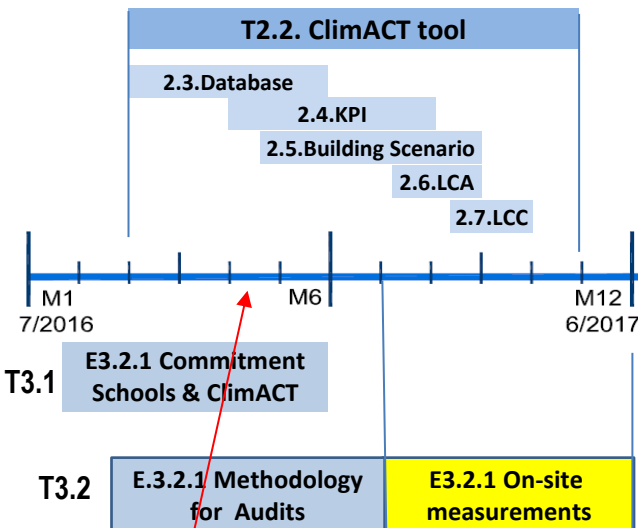 T2.2. ClimACT tool
2.3.Database
2.4.KPI
2.5.Building Scenario
2.6.LCA
2.7.LCC
M1
M6
M12
7/2016
6/2017
T3.1
E3.2.1 Commitment
Schools & ClimACT
T3.2
E.3.2.1 Methodology
for Audits
E3.2.1 On-site
measurements